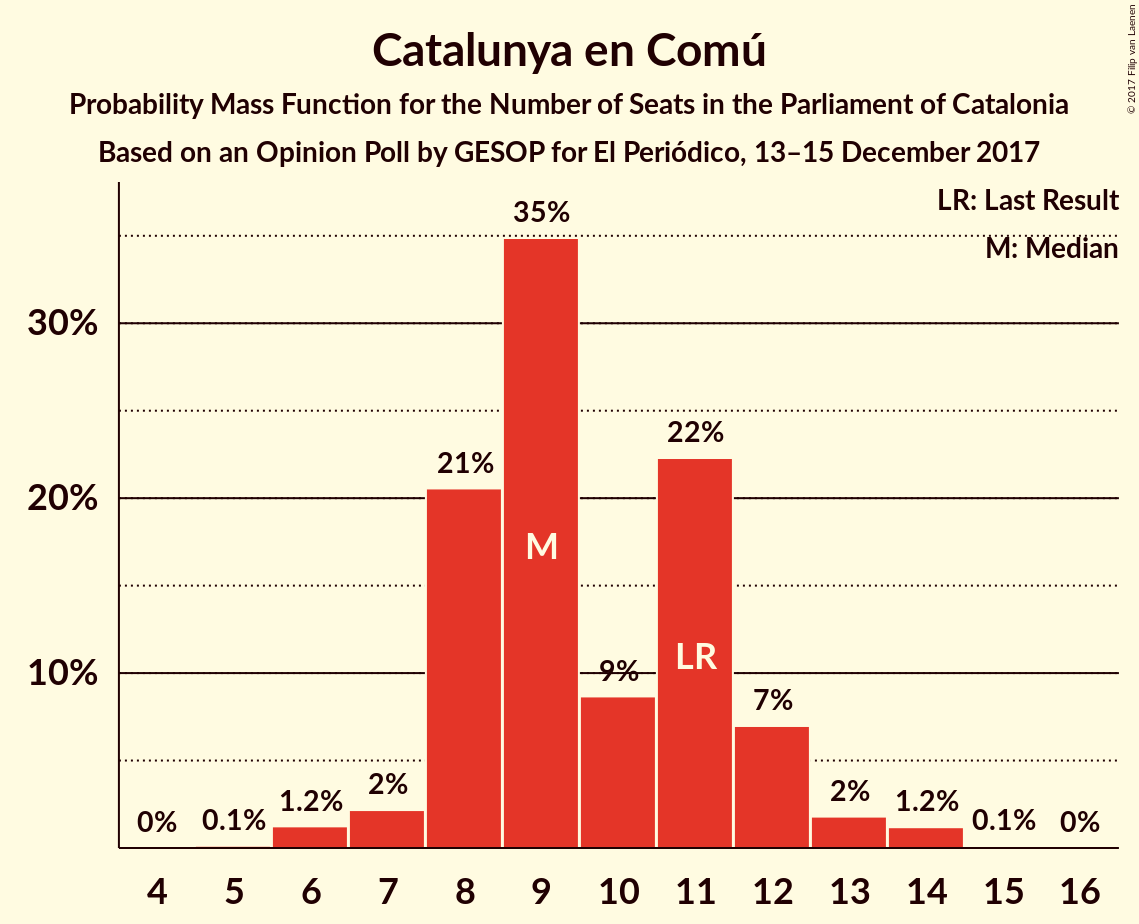 Catalunya en Comú
Probability Mass Function for the Number of Seats in the Parliament of Catalonia
Based on an Opinion Poll by GESOP for El Periódico, 13–15 December 2017
© 2017 Filip van Laenen
LR: Last Result
M: Median
35%
30%
22%
21%
20%
M
LR
10%
9%
7%
0%
0.1%
1.2%
2%
2%
1.2%
0.1%
0%
4 5 6 7 8 9 10 11 12 13 14 15 16